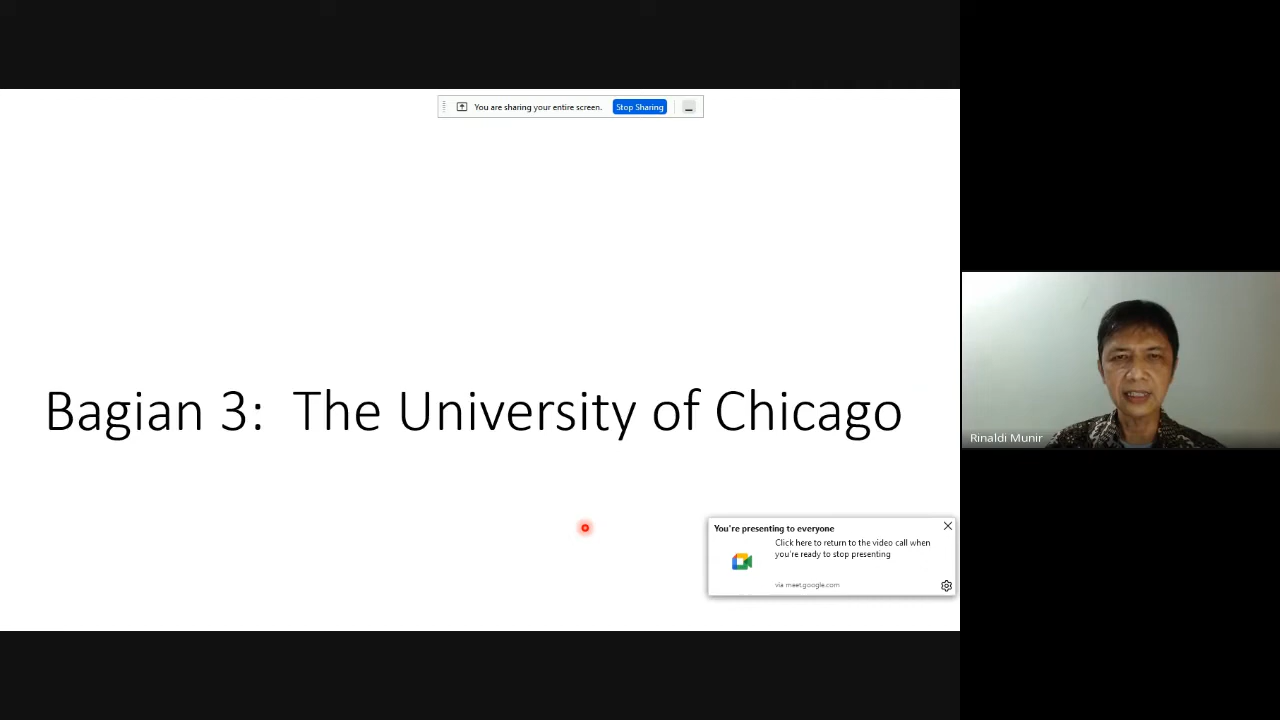 You are sharing your entire screen. Stop Sharing
Bagian 3: The University of Chicago
Rinaldi Munir
You're presenting to everyone
Click here to return to the video call when
you're ready to stop presenting
via meet.google.com